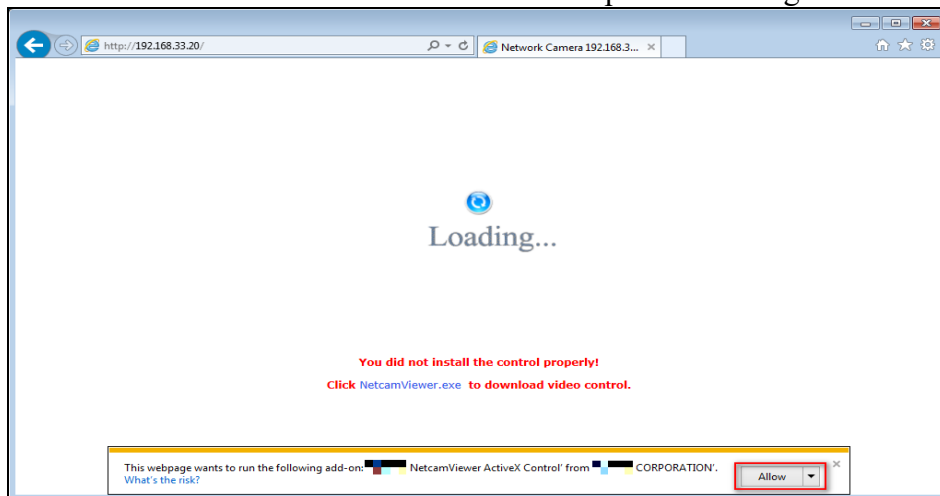 http://192.168.33.20/
Network Camera 192.168.3...
Loading...
You did not install the control properly!
Click NetcamViewer.exe to download video control.
This webpage wants to run the following add-on: NetcamViewer ActiveX Control' from CORPORATION'.
What's the risk?
Allow